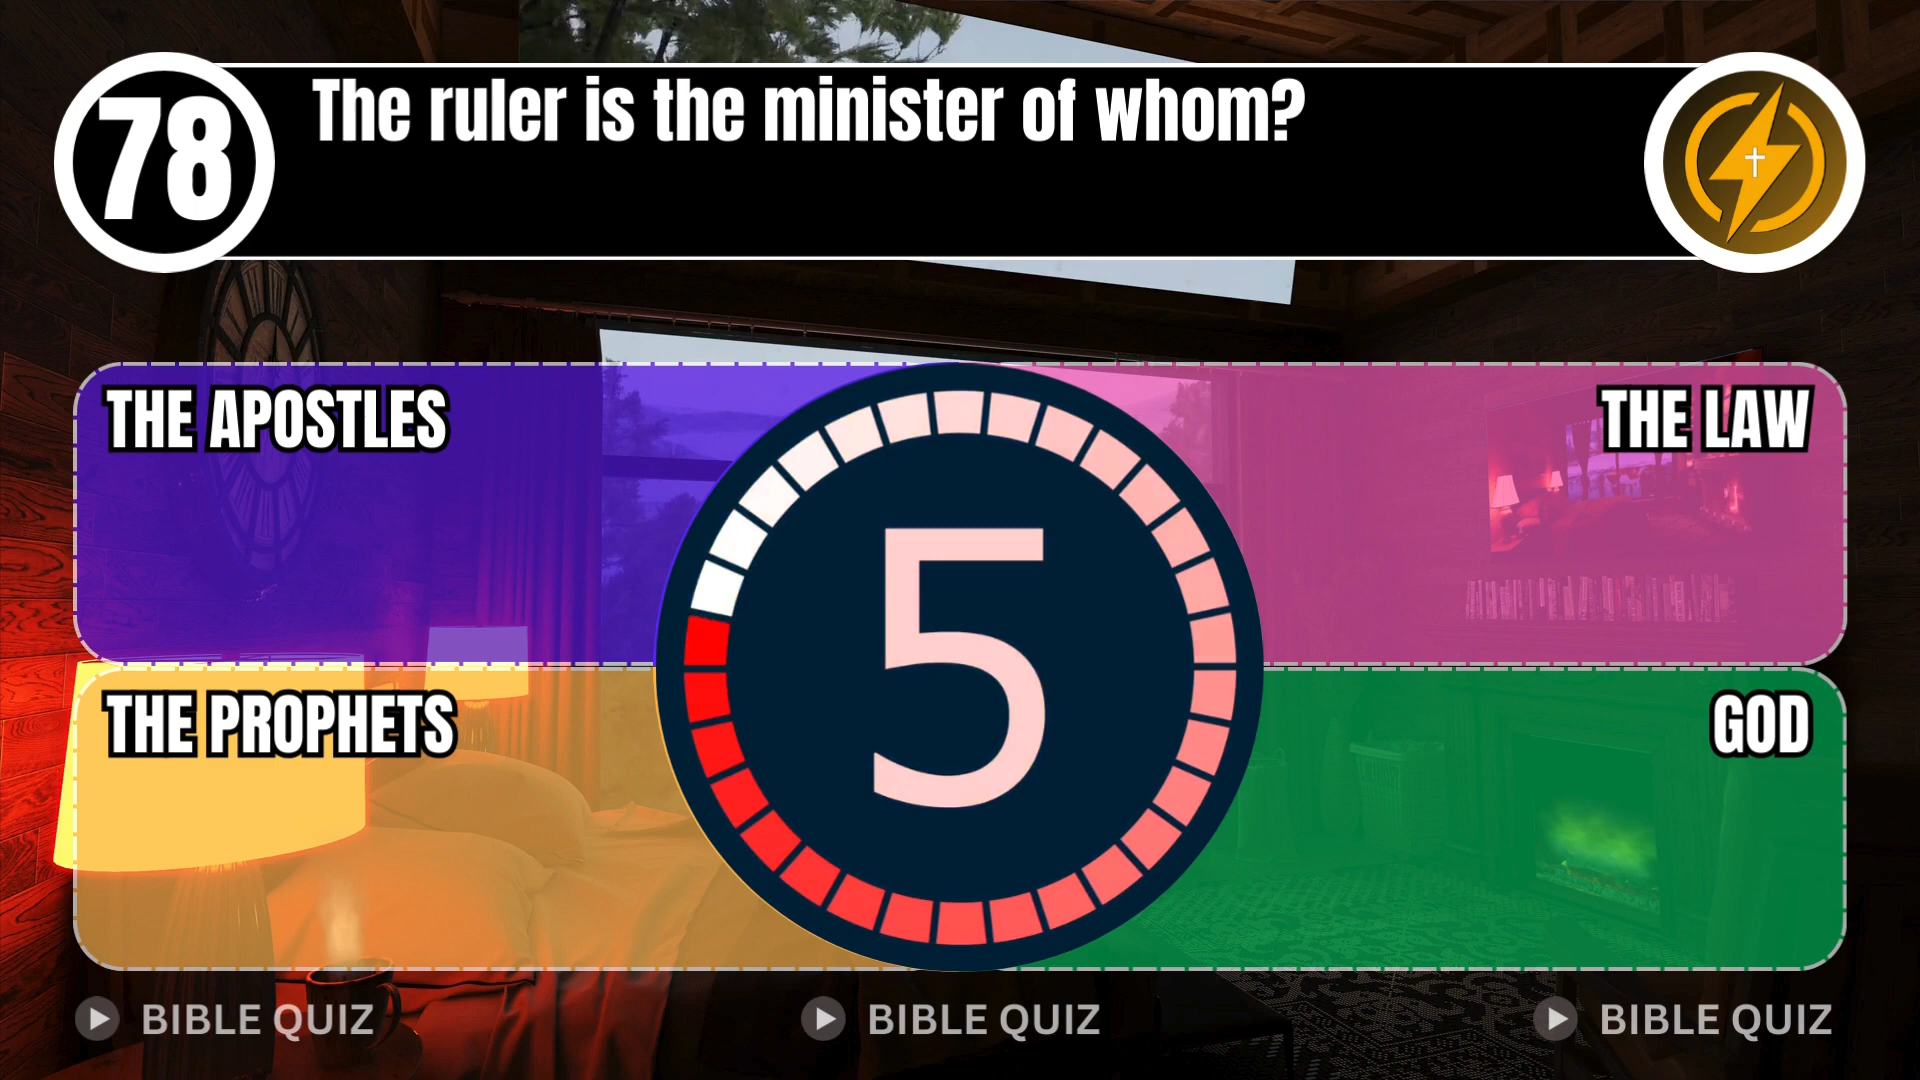 78
The ruler is the minister of whom?
THE APOSTLES
THE LAW
5
THE PROPHETS
GOD
BIBLE QUIZ
BIBLE QUIZ
BIBLE QUIZ